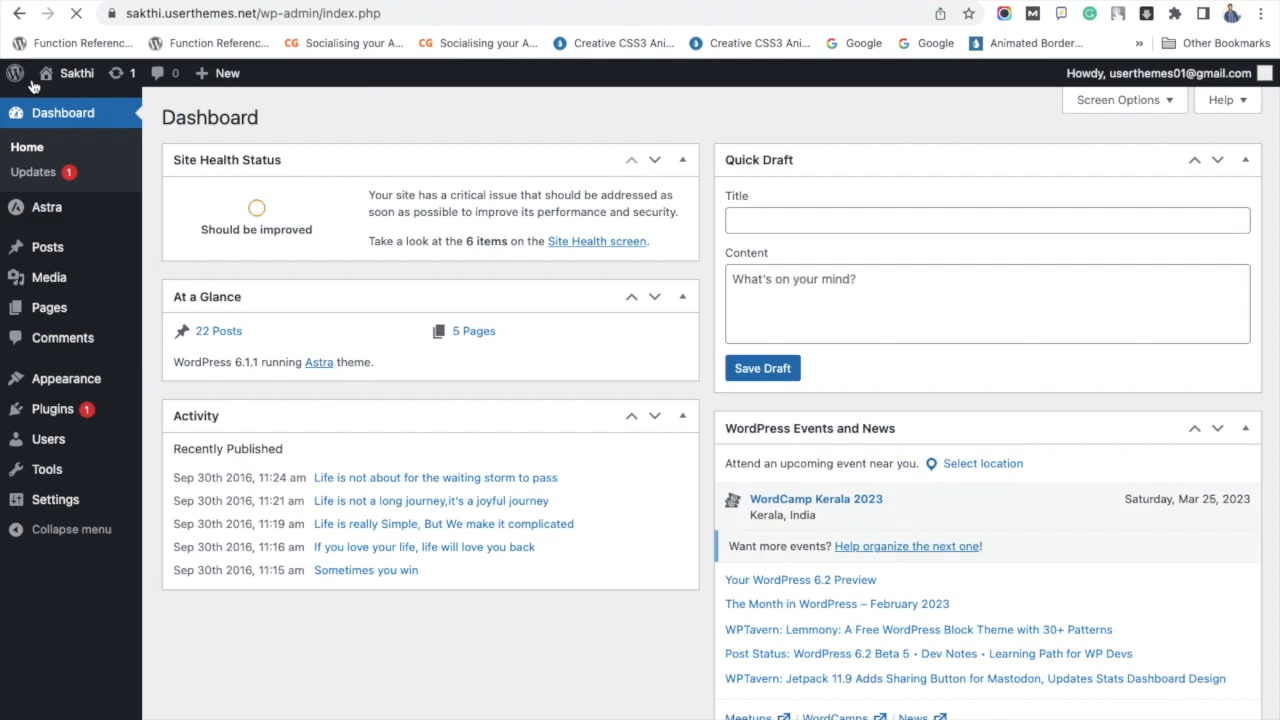 sakthi.userthemes.net/wp-admin/index.php
Function Referenc...
Function Referenc...
CG Socialising your A...
CG Socialising your A...
Creative CSS3 Ani...
Creative CSS3 Ani...
Google
Google
Animated Border...
»
Other Bookmarks
Sakthi
1
0
New
Howdy, userthemes01@gmail.com
Dashboard
Home
Updates 1
Astra
Posts
Media
Pages
Comments
Appearance
Plugins 1
Users
Tools
Settings
Collapse menu
Screen Options
Help
Dashboard
Site Health Status
Should be improved
Your site has a critical issue that should be addressed as
soon as possible to improve its performance and security.
Take a look at the 6 items on the Site Health screen.
At a Glance
22 Posts
5 Pages
WordPress 6.1.1 running Astra theme.
Activity
Recently Published
Sep 30th 2016, 11:24 am Life is not about for the waiting storm to pass
Sep 30th 2016, 11:21 am Life is not a long journey,it's a joyful journey
Sep 30th 2016, 11:19 am Life is really Simple, But We make it complicated
Sep 30th 2016, 11:16 am If you love your life, life will love you back
Sep 30th 2016, 11:15 am Sometimes you win
Quick Draft
Title
Content
What's on your mind?
Save Draft
WordPress Events and News
Attend an upcoming event near you. Select location
WordCamp Kerala 2023
Saturday, Mar 25, 2023
Kerala, India
Want more events? Help organize the next one!
Your WordPress 6.2 Preview
The Month in WordPress – February 2023
WPTavern: Lemmony: A Free WordPress Block Theme with 30+ Patterns
Post Status: WordPress 6.2 Beta 5 • Dev Notes • Learning Path for WP Devs
WPTavern: Jetpack 11.9 Adds Sharing Button for Mastodon, Updates Stats Dashboard Design
Meetups | WordCamps | News